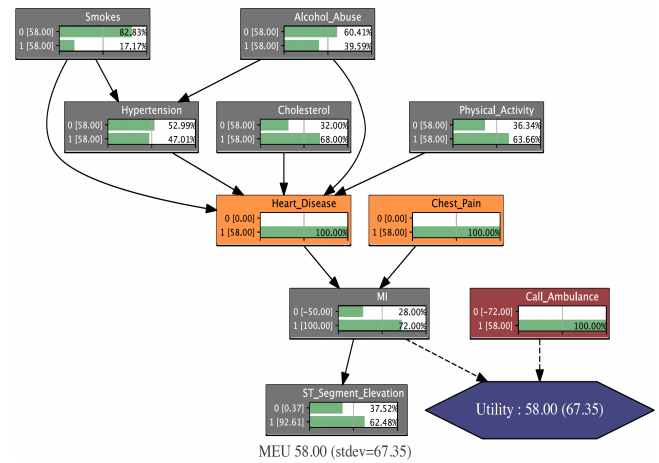 Smokes
0 [58.00] 82.83%
1 [58.00] 17.17%
Alcohol_Abuse
0 [58.00] 60.41%
1 [58.00] 39.59%
Hypertension
0 [58.00] 52.99%
1 [58.00] 47.01%
Cholesterol
0 [58.00] 32.00%
1 [58.00] 68.00%
Physical_Activity
0 [58.00] 36.34%
1 [58.00] 63.66%
Heart_Disease
0 [0.00]
1 [58.00] 100.00%
Chest_Pain
0 [0.00]
1 [58.00] 100.00%
MI
0 [-50.00] 28.00%
1 [100.00] 72.00%
Call_Ambulance
0 [-72.00]
1 [58.00] 100.00%
ST_Segment_Elevation
0 [0.37] 37.52%
1 [92.61] 62.48%
Utility : 58.00 (67.35)
MEU 58.00 (stdev=67.35)